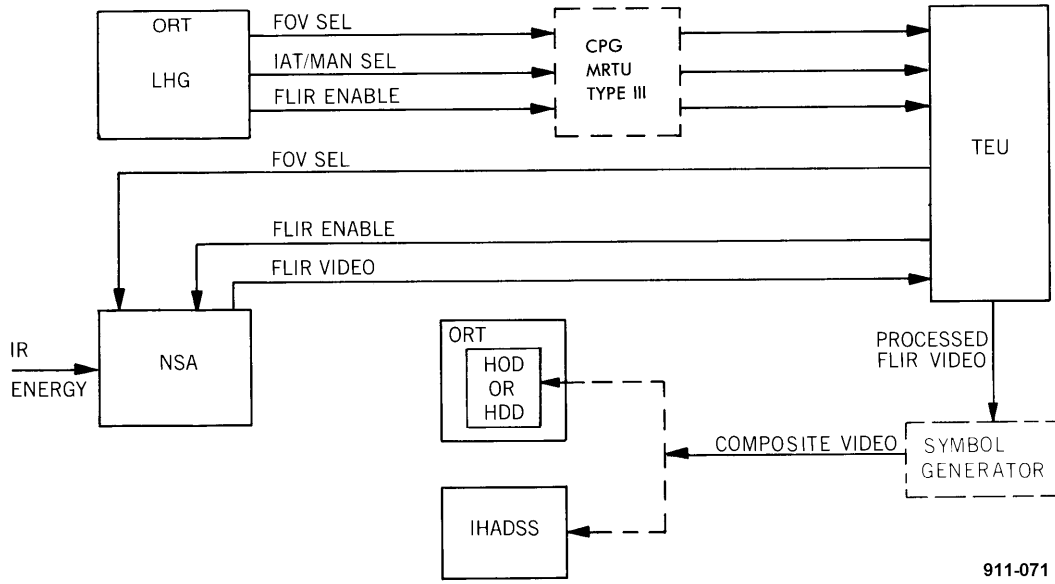 ORT
LHG
FOV SEL
IAT/MAN SEL
FLIR ENABLE
CPG
MRTU
TYPE III
TEU
FOV SEL
FLIR ENABLE
FLIR VIDEO
IR
ENERGY
NSA
ORT
HOD
OR
HDD
PROCESSED
FLIR VIDEO
COMPOSITE VIDEO
SYMBOL
GENERATOR
IHADSS
911-071